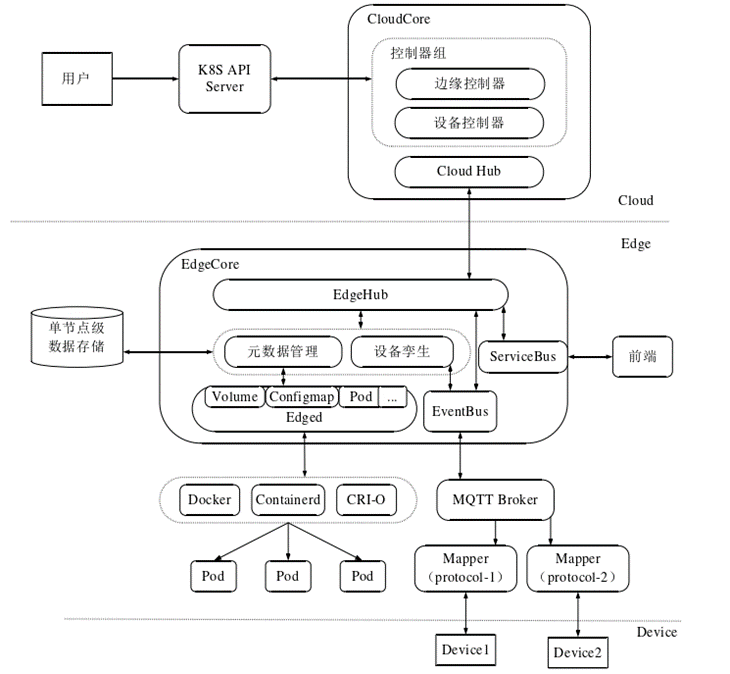 CloudCore
控制器组
用户
K8S API
Server
边缘控制器
设备控制器
Cloud Hub
Cloud
Edge
EdgeCore
EdgeHub
单节点级
数据存储
元数据管理
设备孪生
ServiceBus
前端
Volume
Configmap
Pod
...
Edged
EventBus
Docker
Containerd
CRI-O
MQTT Broker
Pod
Pod
Pod
Mapper
（protocol-1）
Mapper
（protocol-2）
Device
Device1
Device2